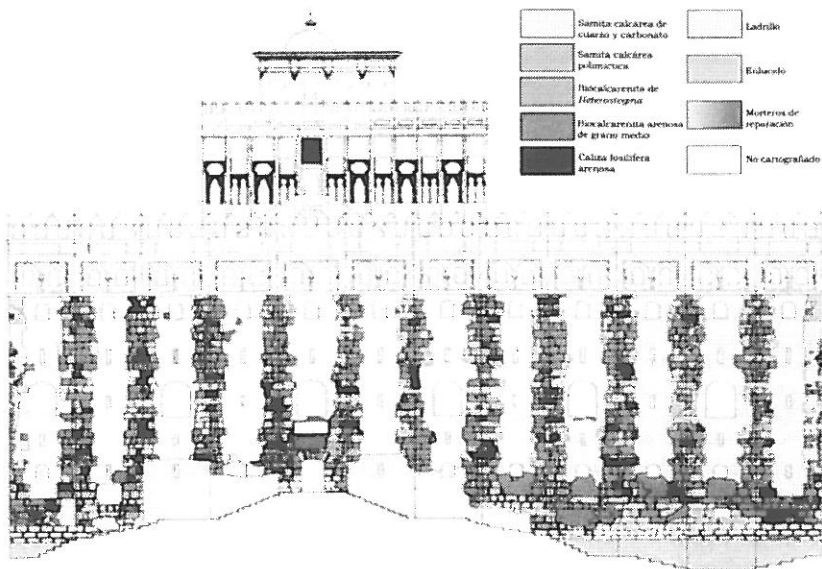 Samita calcárea de
cuarzo y carbonato
Samita calcárea
polimíctica
Biocalcarenita de
Heterostegina
Biocalcarenita arenosa
de grano medio
Caliza fosilífera
arenosa
Ladrillo
Enlucido
Morteros de
reparación
No cartografiado